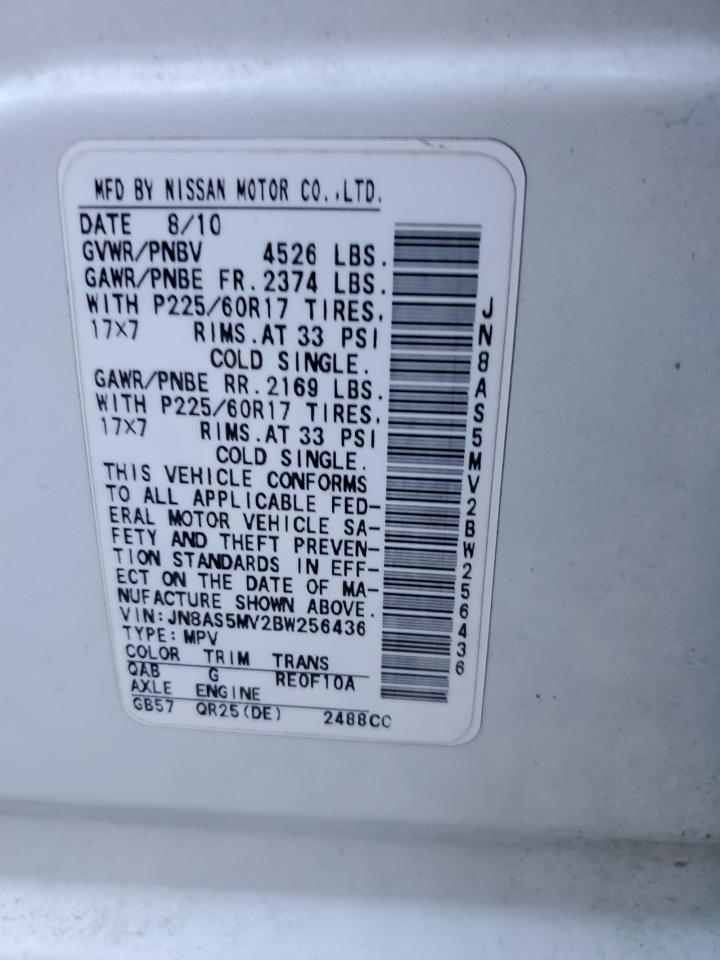 MFD BY NISSAN MOTOR CO.,LTD.
DATE 8/10
GVWR/PNBV 4526 LBS.
GAWR/PNBE FR.2374 LBS.
WITH P225/60R17 TIRES,
17X7 RIMS.AT 33 PSI
COLD SINGLE.
GAWR/PNBE RR.2169 LBS.
WITH P225/60R17 TIRES,
17X7 RIMS.AT 33 PSI
COLD SINGLE.
THIS VEHICLE CONFORMS
TO ALL APPLICABLE FED-
ERAL MOTOR VEHICLE SA-
FETY AND THEFT PREVEN-
TION STANDARDS IN EFF-
ECT ON THE DATE OF MA-
NUFACTURE SHOWN ABOVE.
VIN:JN8AS5MV2BW256436
TYPE:MPV
COLOR TRIM TRANS
QAB G RE0F10A
AXLE ENGINE
GB57 QR25(DE) 2488CC
JN8AS5MV2BW256436